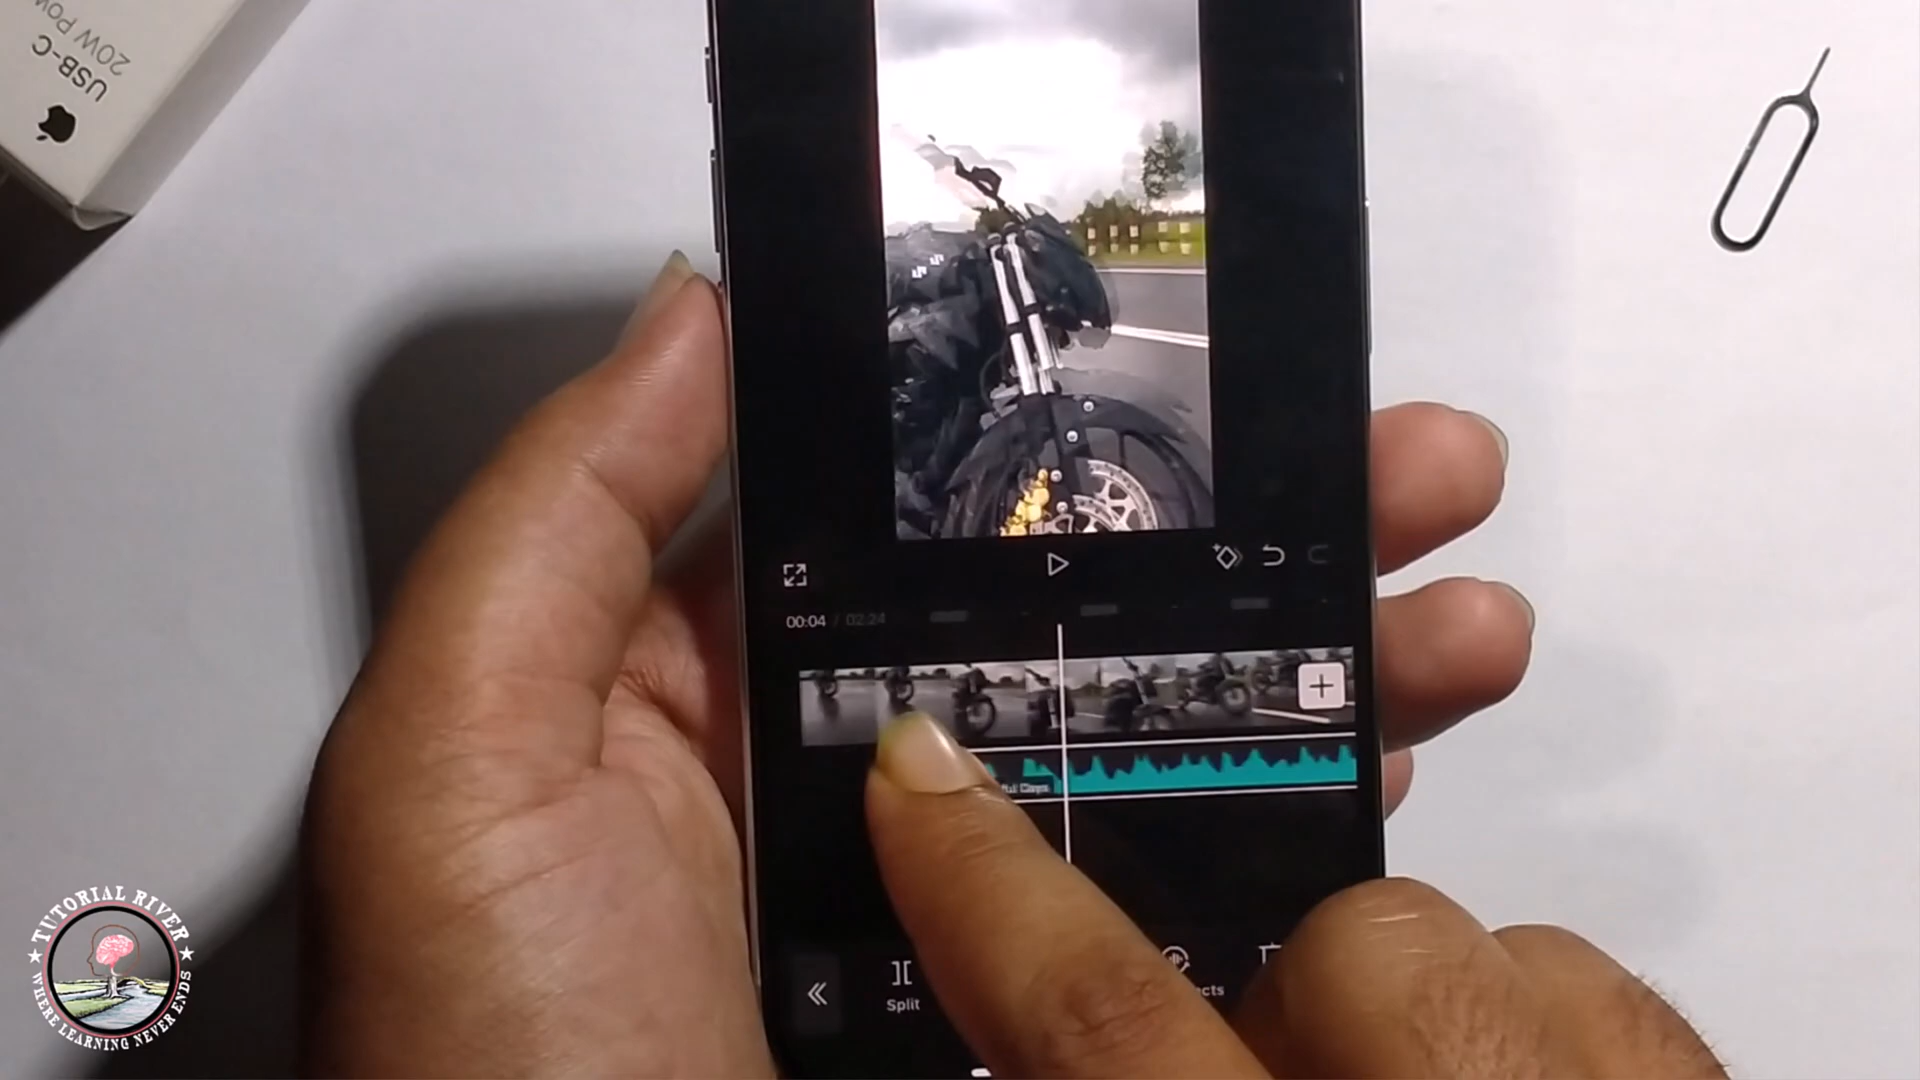 USB-C
20W Pow
00:04 / 02:24
Split
TUTORIAL RIVER
WHERE LEARNING NEVER ENDS